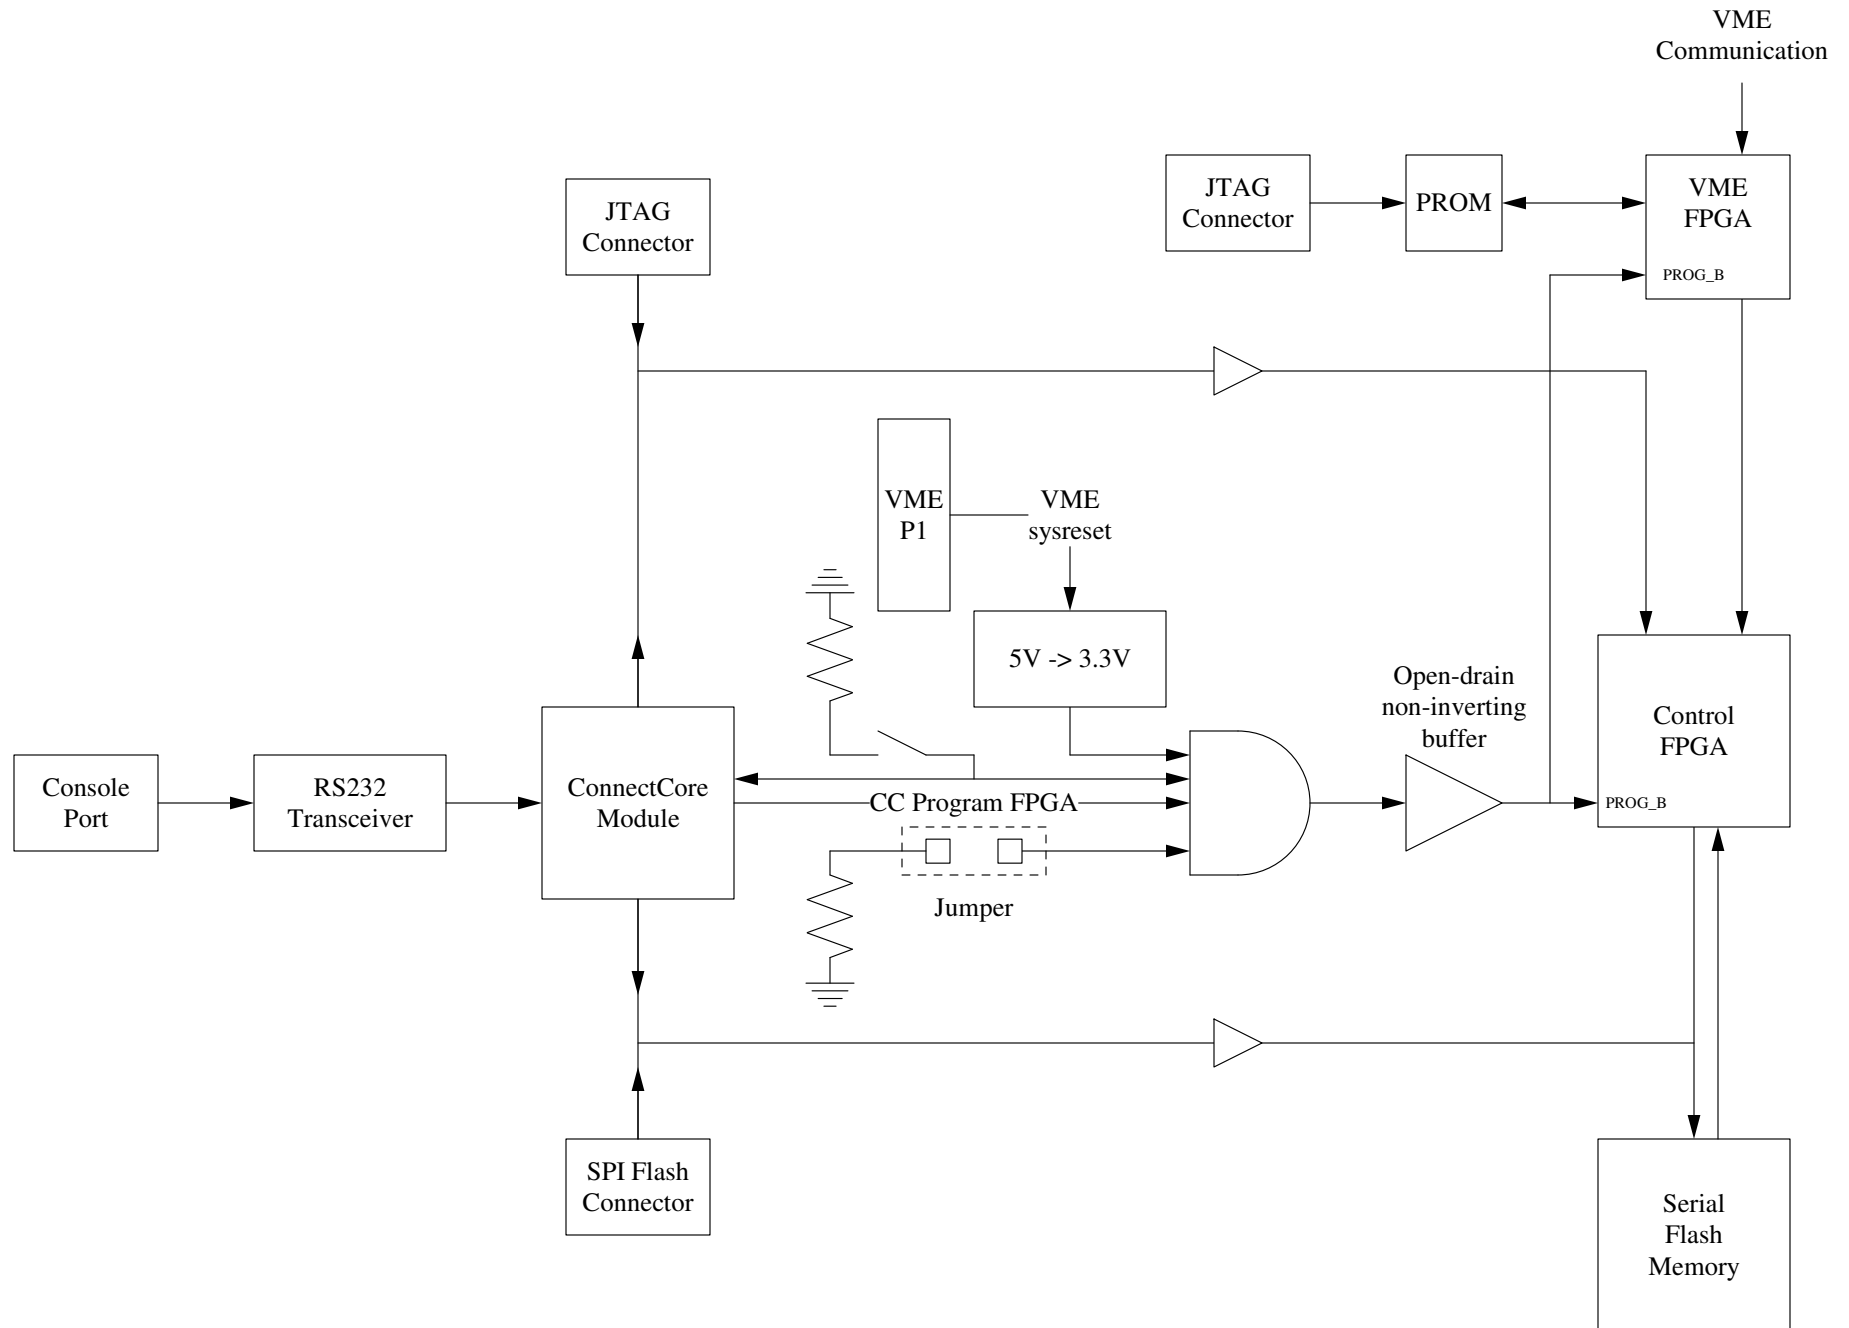 VME
Communication
JTAG
Connector
PROM
VME
FPGA
PROG_B
JTAG
Connector
VME
P1
VME
sysreset
5V -> 3.3V
Open-drain
non-inverting
buffer
Control
FPGA
PROG_B
Console
Port
RS232
Transceiver
ConnectCore
Module
CC Program FPGA
Jumper
SPI Flash
Connector
Serial
Flash
Memory